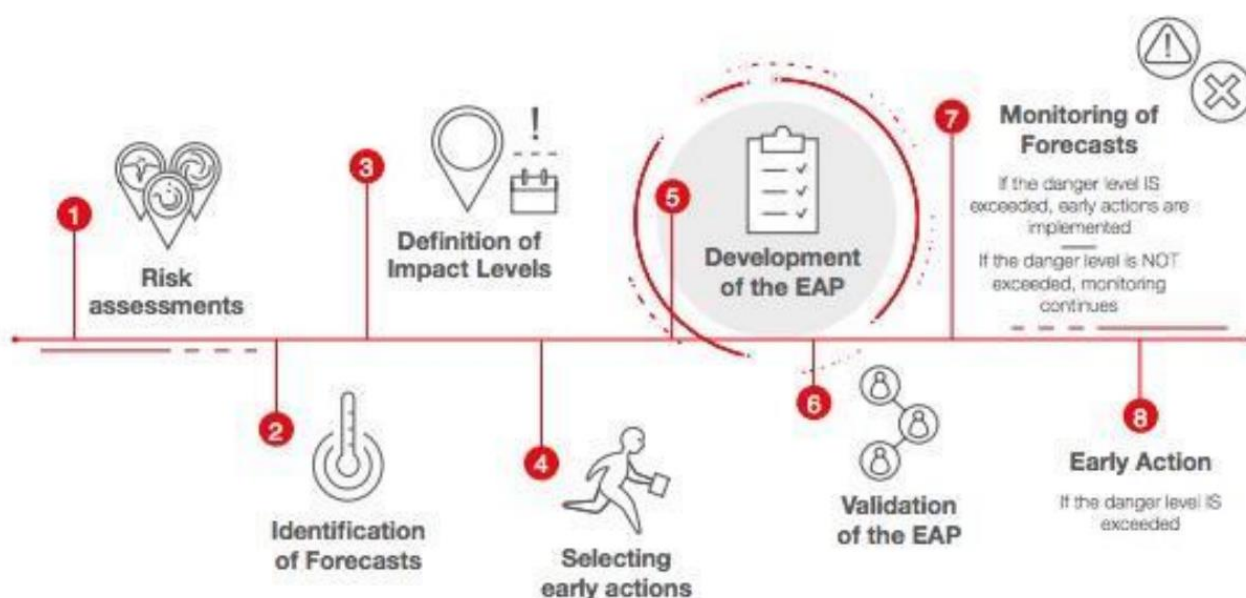 1
Risk
assessments
2
Identification
of Forecasts
3
!
Definition of
Impact Levels
4
Selecting
early actions
5
Development
of the EAP
6
Validation
of the EAP
7
Monitoring of
Forecasts
If the danger level IS
exceeded, early actions are
implemented
If the danger level is NOT
exceeded, monitoring
continues
8
Early Action
If the danger level IS
exceeded